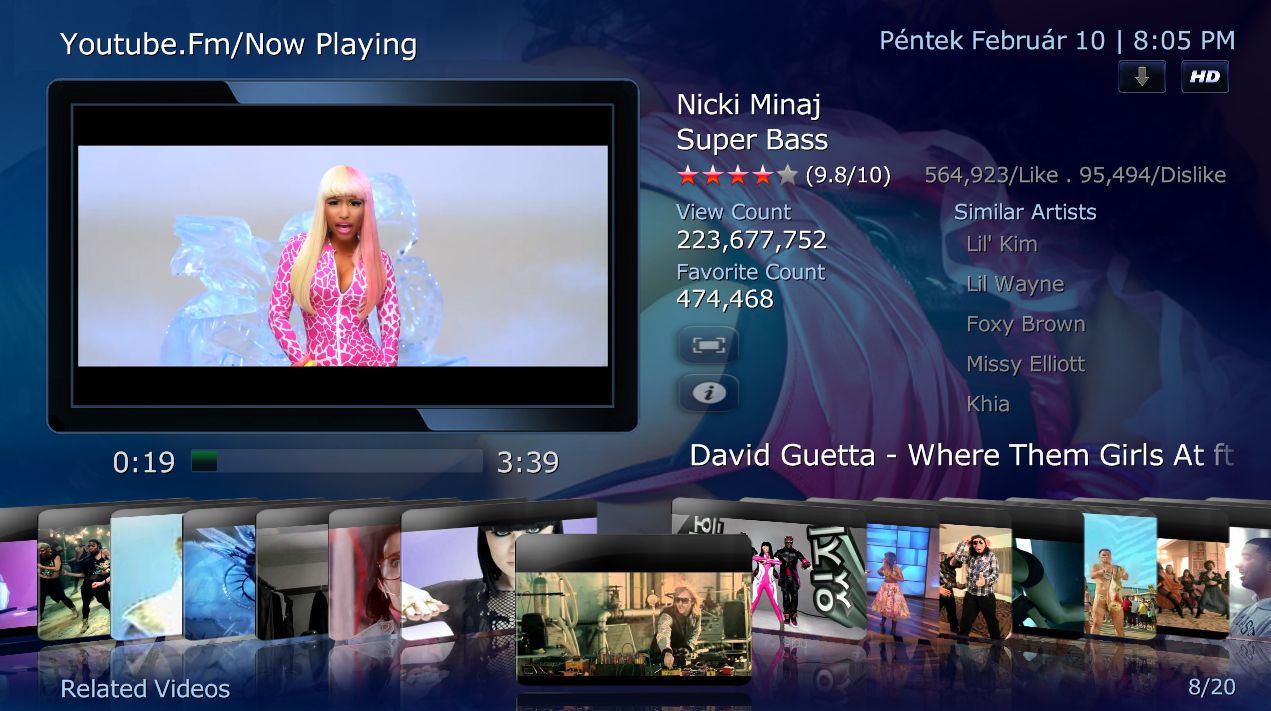 Youtube.Fm/Now Playing
Péntek Február 10 | 8:05 PM
HD
Nicki Minaj
Super Bass
(9.8/10)
564,923/Like . 95,494/Dislike
View Count
223,677,752
Favorite Count
474,468
i
Similar Artists
Lil' Kim
Lil Wayne
Foxy Brown
Missy Elliott
Khia
0:19
3:39
David Guetta - Where Them Girls At ft
Related Videos
8/20